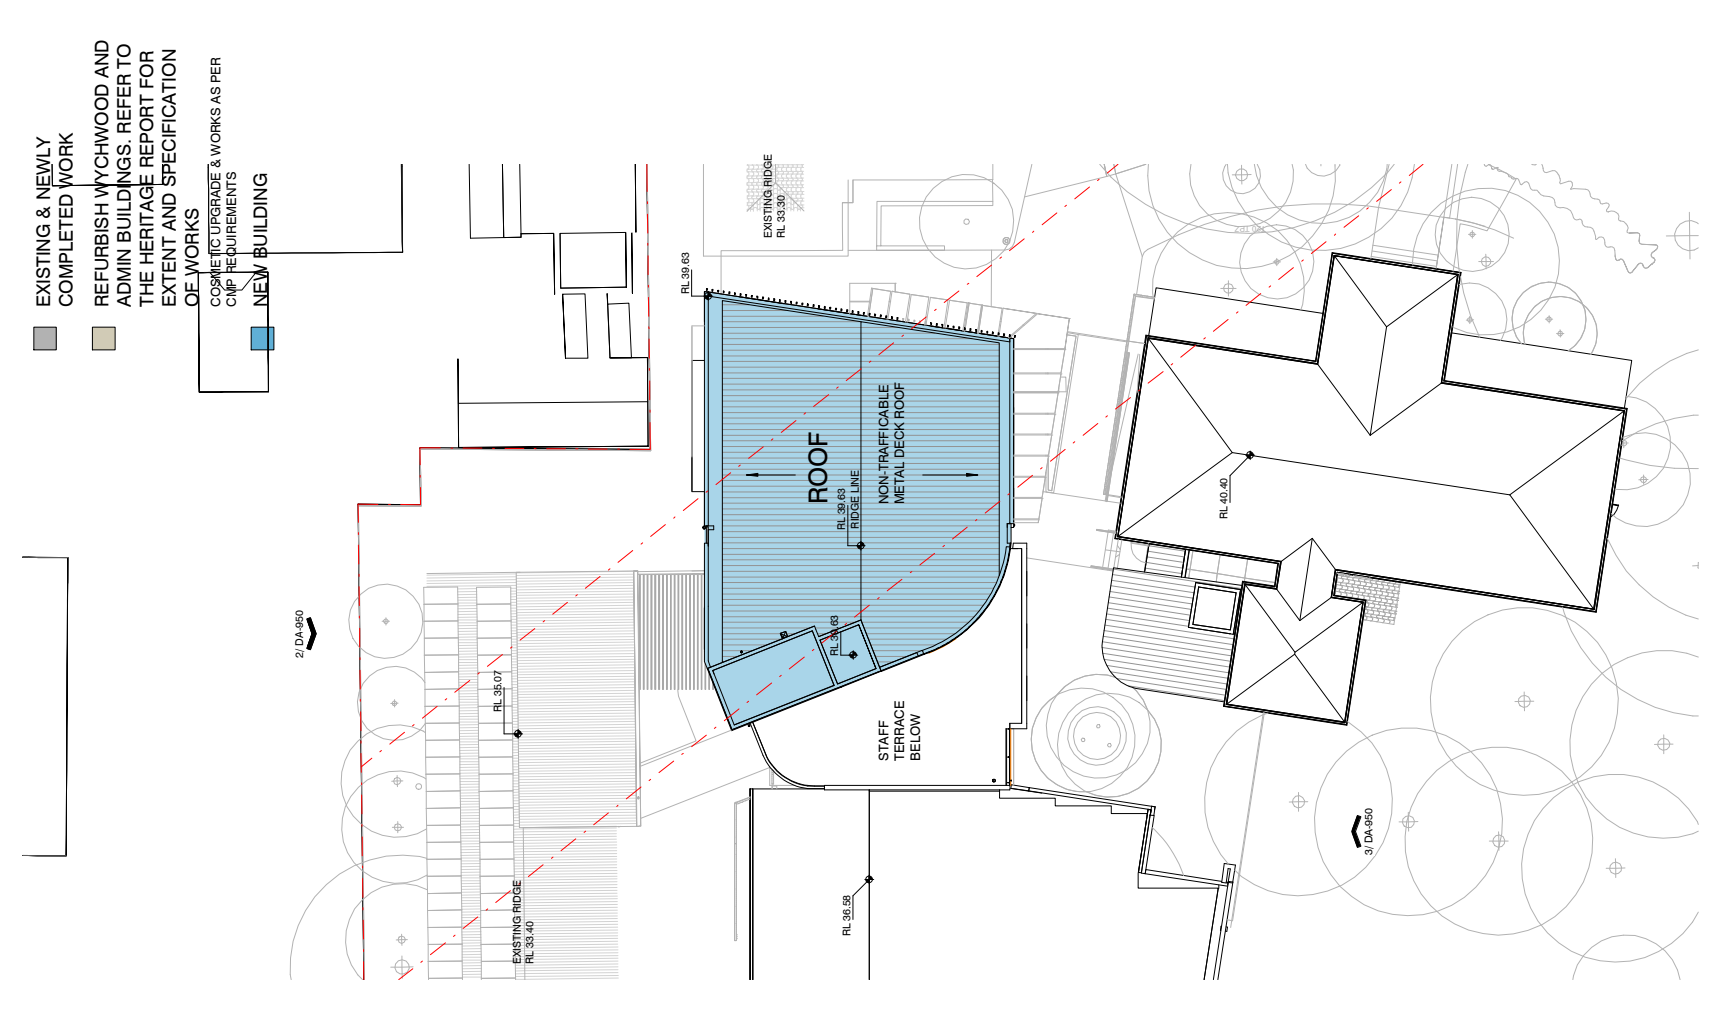 EXISTING & NEWLY
COMPLETED WORK
REFURBISH WYCHWOOD AND
ADMIN BUILDINGS. REFER TO
THE HERITAGE REPORT FOR
EXTENT AND SPECIFICATION
OF WORKS
COSMETIC UPGRADE & WORKS AS PER
CMP REQUIREMENTS
NEW BUILDING
2/ DA-950
RL 35.07
EXISTING RIDGE
RL 33.40
RL 39.63
EXISTING RIDGE
RL 33.30
ROOF
RL 39.63
RIDGE LINE
NON-TRAFFICABLE
METAL DECK ROOF
RL 39.63
STAFF
TERRACE
BELOW
RL 36.58
RL 40.40
3/ DA-950